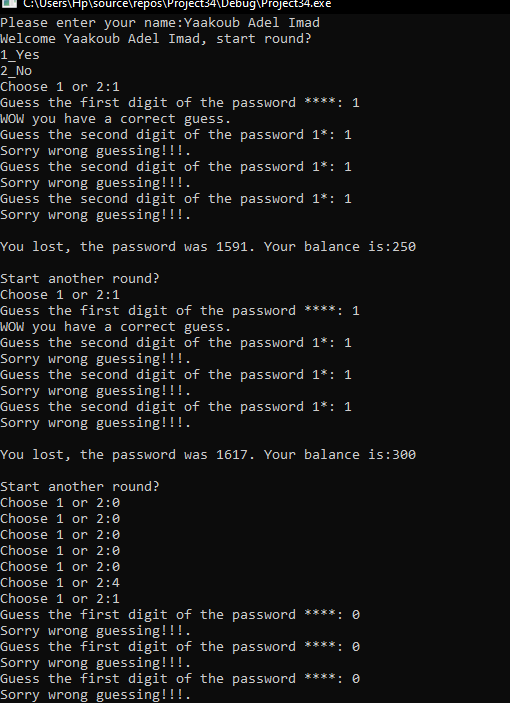 C:\Users\Hp\source\repos\Project34\Debug\Project34.exe
Please enter your name:Yaakoub Adel Imad
Welcome Yaakoub Adel Imad, start round?
1_Yes
2_No
Choose 1 or 2:1
Guess the first digit of the password ****: 1
WOW you have a correct guess.
Guess the second digit of the password 1*: 1
Sorry wrong guessing!!!.
Guess the second digit of the password 1*: 1
Sorry wrong guessing!!!.
Guess the second digit of the password 1*: 1
Sorry wrong guessing!!!.
You lost, the password was 1591. Your balance is:250
Start another round?
Choose 1 or 2:1
Guess the first digit of the password ****: 1
WOW you have a correct guess.
Guess the second digit of the password 1*: 1
Sorry wrong guessing!!!.
Guess the second digit of the password 1*: 1
Sorry wrong guessing!!!.
Guess the second digit of the password 1*: 1
Sorry wrong guessing!!!.
You lost, the password was 1617. Your balance is:300
Start another round?
Choose 1 or 2:0
Choose 1 or 2:0
Choose 1 or 2:0
Choose 1 or 2:0
Choose 1 or 2:0
Choose 1 or 2:4
Choose 1 or 2:1
Guess the first digit of the password ****: 0
Sorry wrong guessing!!!.
Guess the first digit of the password ****: 0
Sorry wrong guessing!!!.
Guess the first digit of the password ****: 0
Sorry wrong guessing!!!.